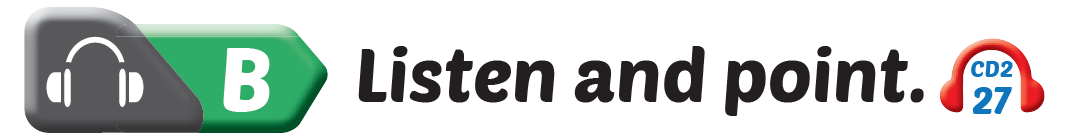 B Listen and point. CD2
27